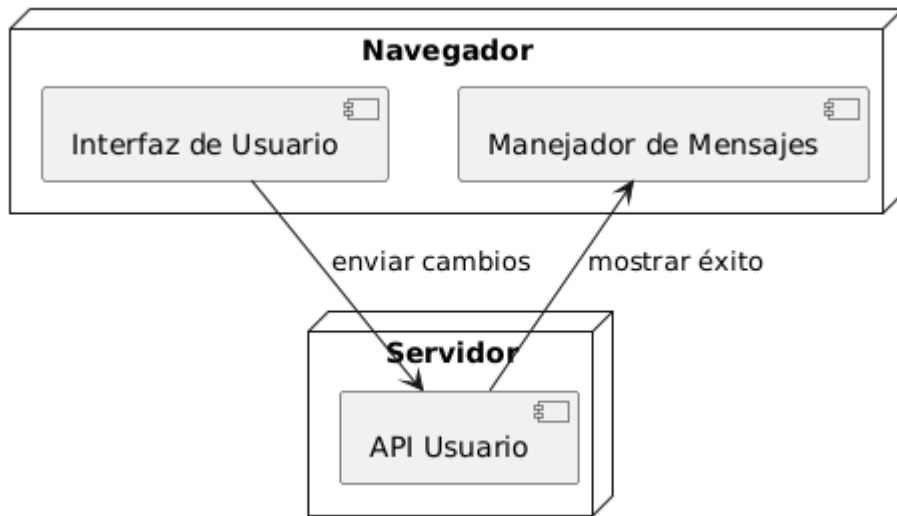 Navegador
Interfaz de Usuario
Manejador de Mensajes
enviar cambios
mostrar éxito
Servidor
API Usuario